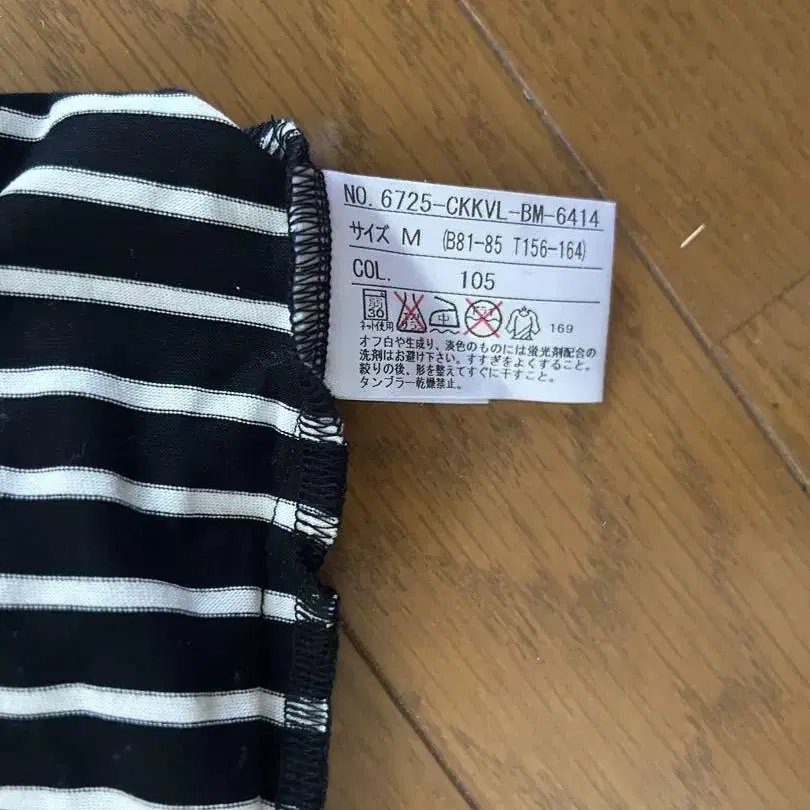 NO. 6725-CKKVL-BM-6414
サイズ M (B81-85 T156-164)
COL. 105
弱 30 中
ネット使用 169
オフ白や生成り、淡色のものには蛍光剤配合の
洗剤はお避け下さい。すすぎをよくすること。
絞りの後、形を整えてすぐに干すこと。
タンブラー乾燥禁止。